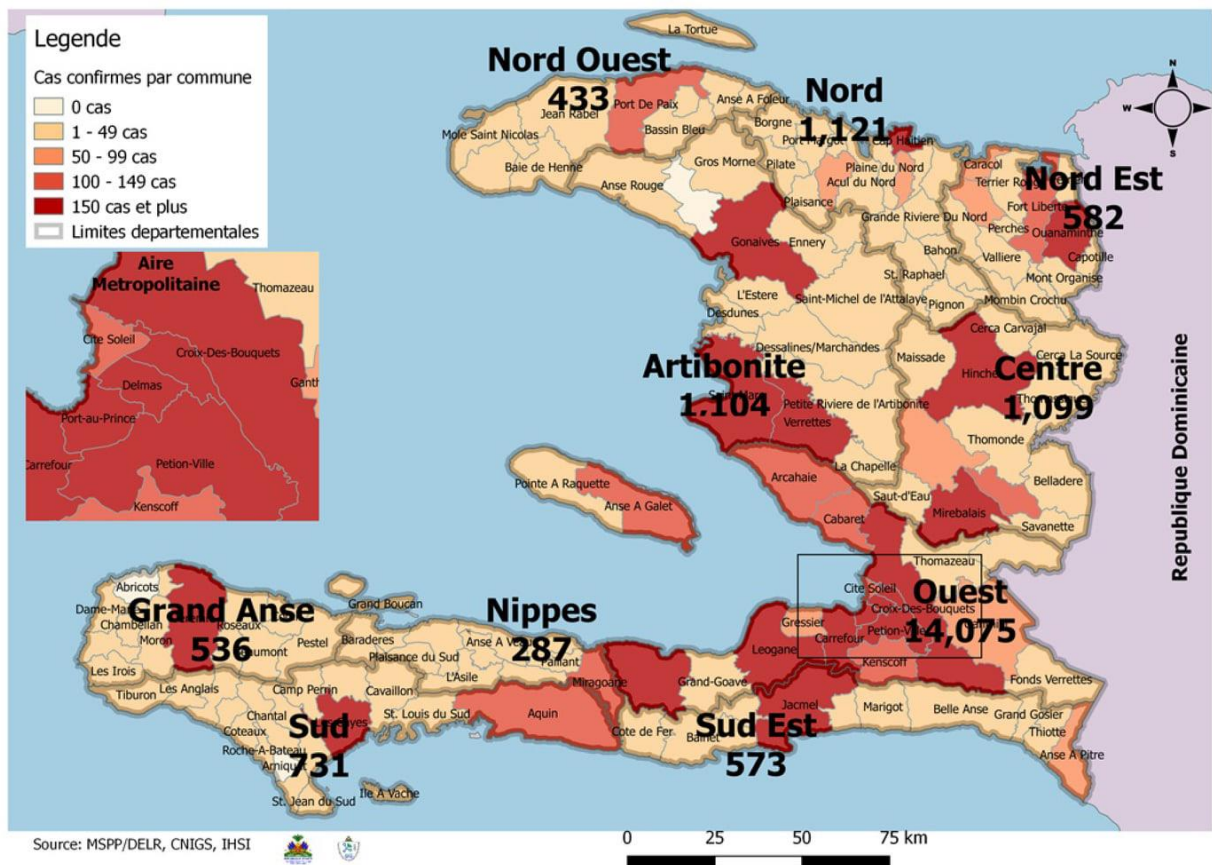 Legende
Cas confirmes par commune
0 cas
1 - 49 cas
50 - 99 cas
100 - 149 cas
150 cas et plus
Limites departementales
Aire
Metropolitaine
Thomazeau
Cite Soleil
Croix-Des-Bouquets
Delmas
Port-au-Prince
Carrefour
Petion-Ville
Kenscoff
La Tortue
Nord Ouest
433
Port De Paix
Jean Rabel
Anse A Foleur
Mole Saint Nicolas
Bassin Bleu
Baie de Henne
N
W
E
S
Nord
1,121
Borgne
Port Margot
Pilate
Plaine du Nord
Acul du Nord
Plaisance
Grande Riviere Du Nord
Bahon
St. Raphael
Pignon
Caracol
Nord Est
582
Perches
Ouanaminthe
Capotille
Valliere
Mont Organise
Mombin Crochu
Gros Morne
Anse Rouge
Gonaives
Ennery
Saint-Michel de l'Attalaye
L'Estere
Desdunes
Dessalines/Marchandes
Artibonite
1.104
Petite Riviere de l'Artibonite
Verrettes
La Chapelle
Cerca Carvajal
Maissade
Cerca La Source
Centre
1,099
Thomonde
Belladere
Saut-d'Eau
Mirebalais
Savanette
Republique Dominicaine
Arcahaie
Cabaret
Pointe A Raquette
Anse A Galet
Thomazeau
Cite Soleil
Croix-Des-Bouquets
Ouest
14,075
Petion-Ville
Gressier
Carrefour
Leogane
Kenscoff
Grand-Goave
Fonds Verrettes
Abricots
Grand Anse
536
Chambellan
Moron
Roseaux
Les Irois
Pestel
Grand Boucan
Baraderes
Nippes
287
Plaisance du Sud
L'Asile
Paillant
Miragoane
Tiburon
Les Anglais
Camp Perrin
Cavaillon
Chantal
St. Louis du Sud
Aquin
Coteaux
Sud
731
Roche-A-Bateau
St. Jean du Sud
Ile A Vache
Cote de Fer
Sud Est
573
Jacmel
Marigot
Belle Anse
Grand Gosier
Thiotte
Anse A Pitre
Source: MSPP/DELR, CNIGS, IHSI
0 25 50 75 km